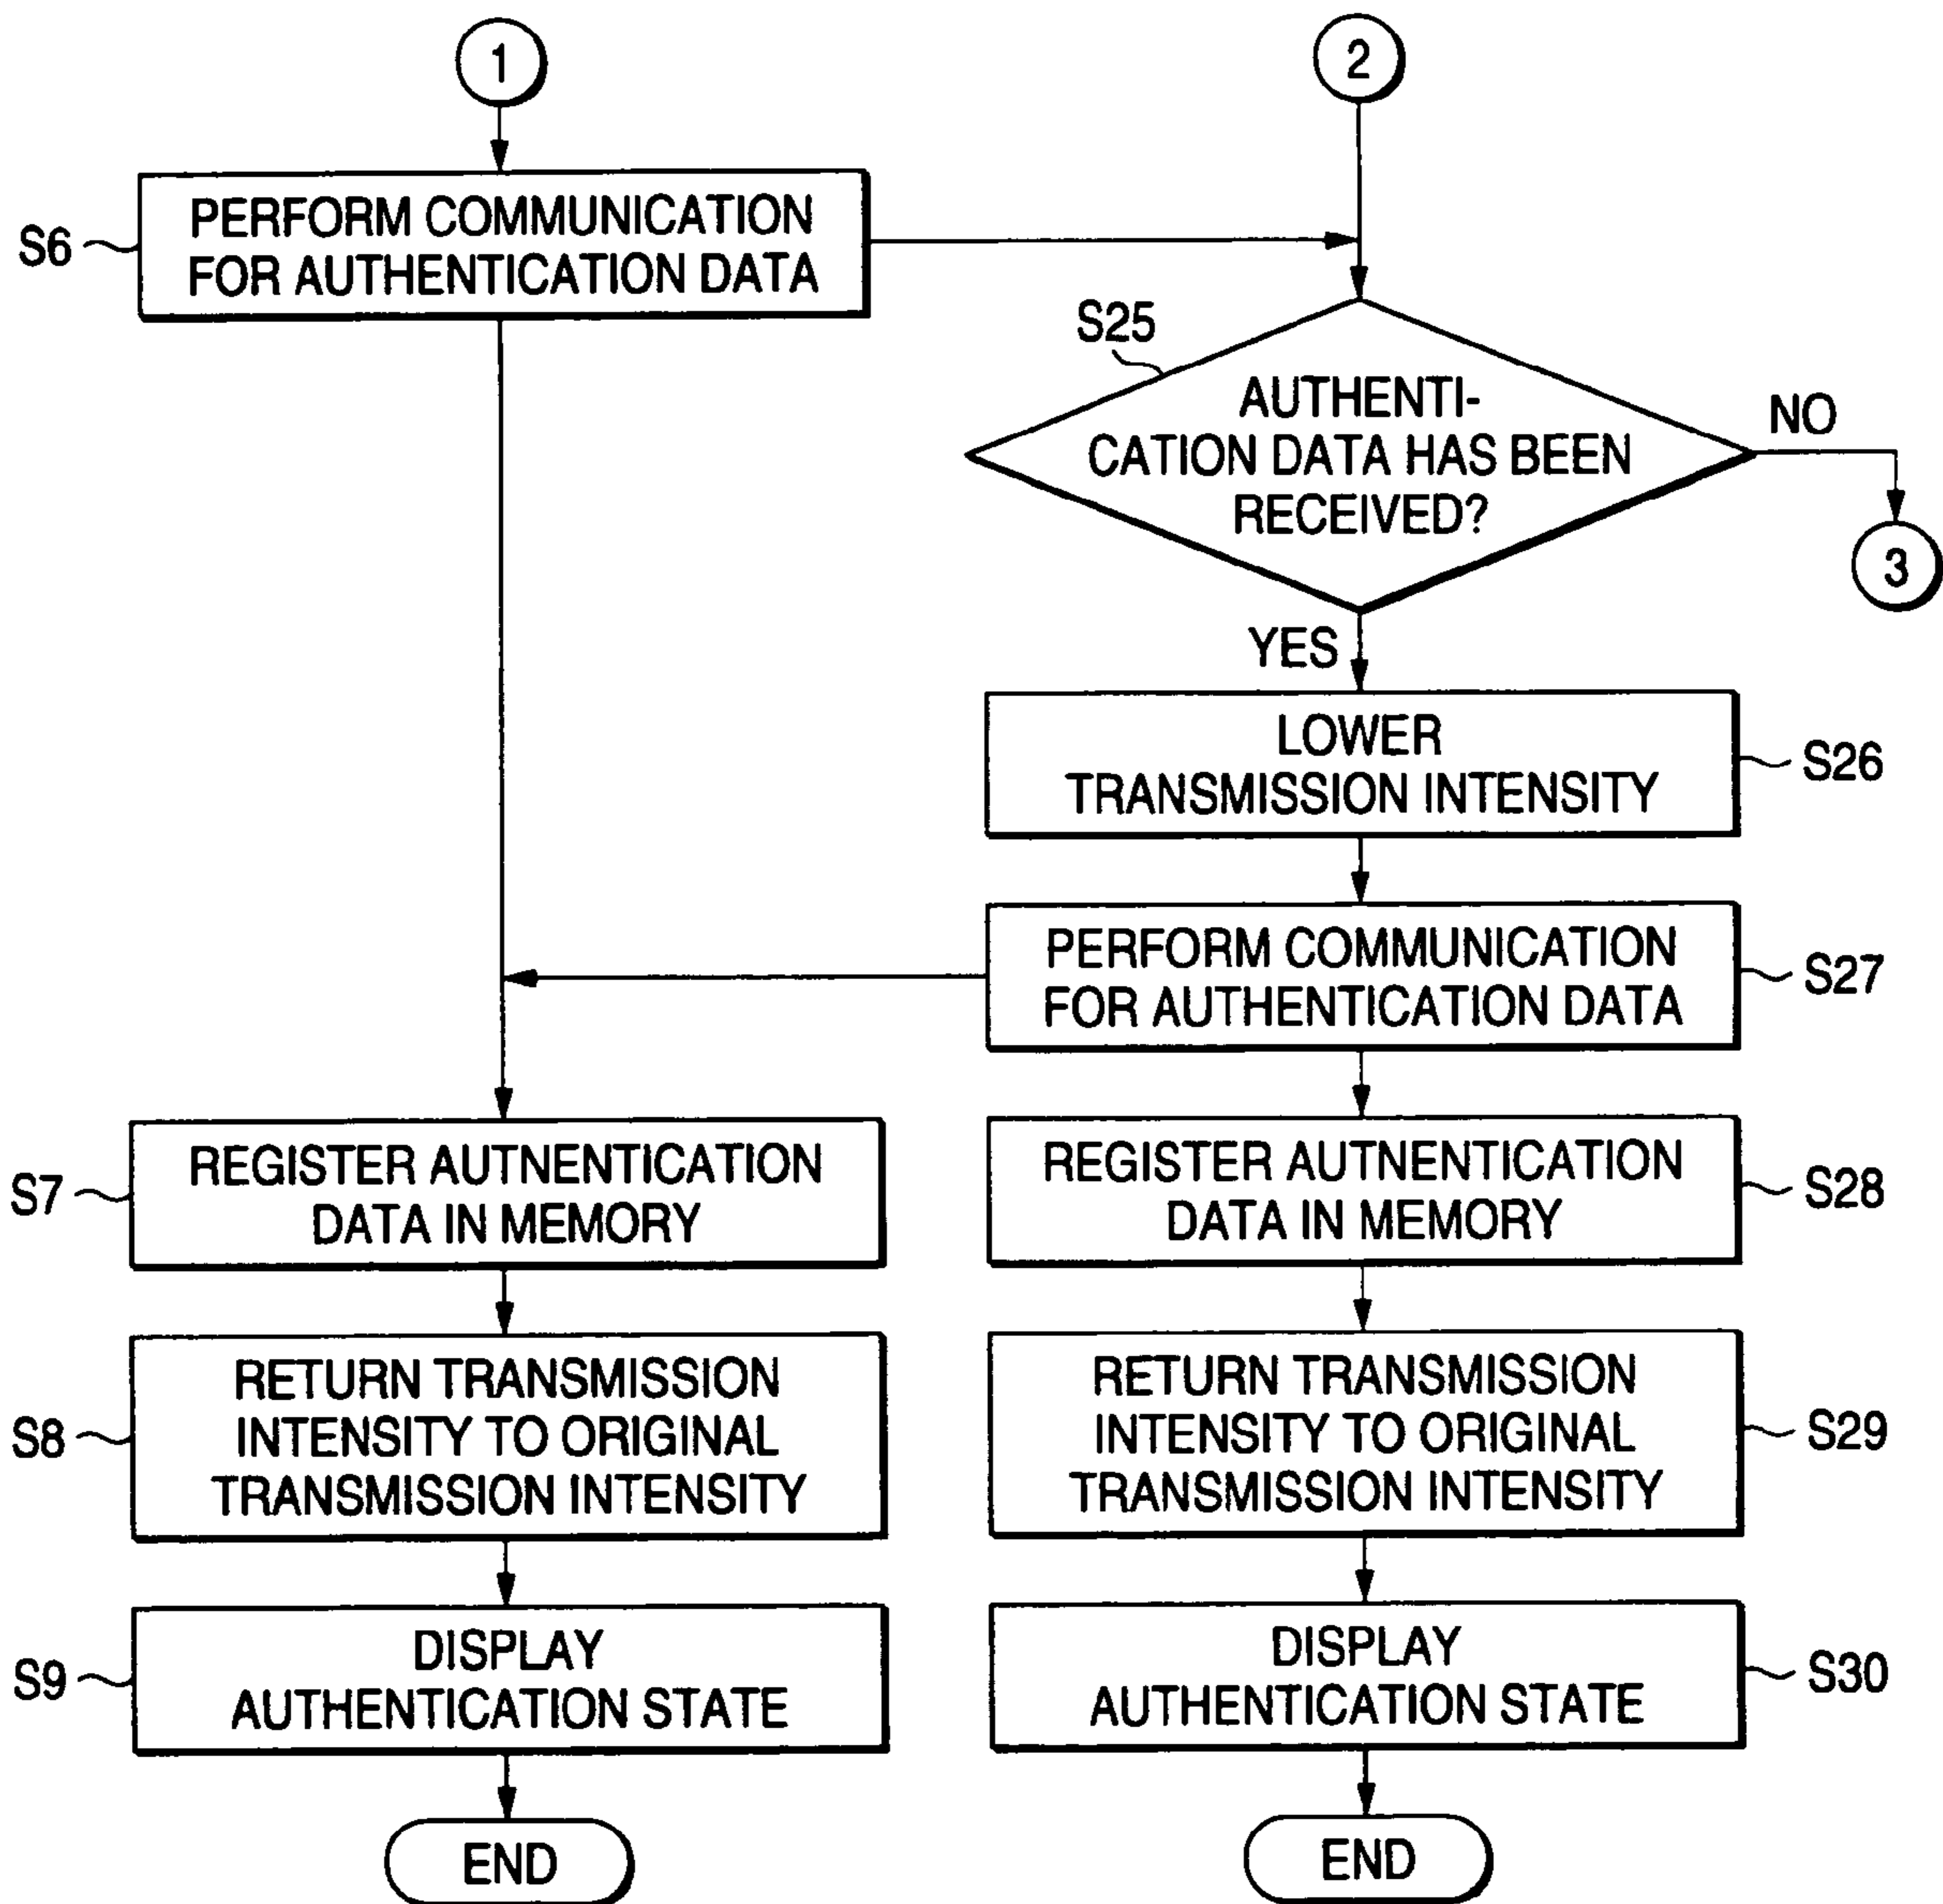 1
2
S6
PERFORM COMMUNICATION
FOR AUTHENTICATION DATA
S25
AUTHENTI-
CATION DATA HAS BEEN
RECEIVED?
NO
3
YES
LOWER
TRANSMISSION INTENSITY
S26
PERFORM COMMUNICATION
FOR AUTHENTICATION DATA
S27
S7
REGISTER AUTNENTICATION
DATA IN MEMORY
REGISTER AUTNENTICATION
DATA IN MEMORY
S28
S8
RETURN TRANSMISSION
INTENSITY TO ORIGINAL
TRANSMISSION INTENSITY
RETURN TRANSMISSION
INTENSITY TO ORIGINAL
TRANSMISSION INTENSITY
S29
S9
DISPLAY
AUTHENTICATION STATE
DISPLAY
AUTHENTICATION STATE
S30
END
END